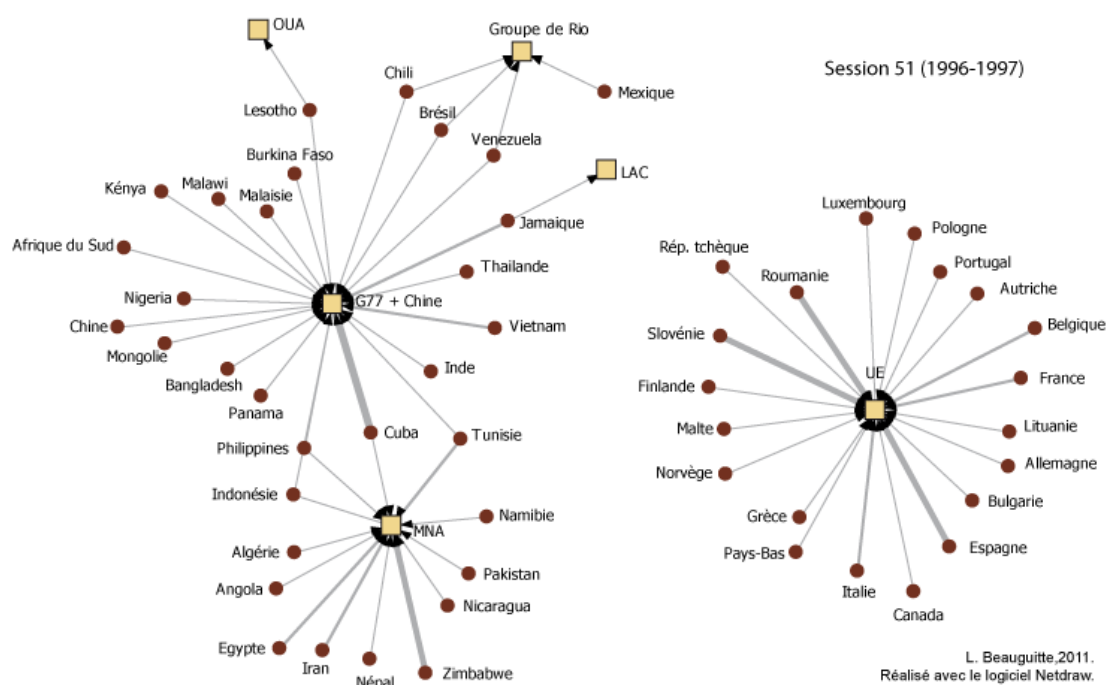 OUA
Groupe de Rio
Session 51 (1996-1997)
Chili
Mexique
Lesotho
Brésil
Venezuela
Burkina Faso
LAC
Kénya
Malawi
Malaisie
Jamaique
Luxembourg
Pologne
Afrique du Sud
Rép. tchèque
Portugal
Thailande
Roumanie
Autriche
Nigeria
G77 + Chine
Chine
Vietnam
Belgique
Mongolie
Slovénie
Bangladesh
Inde
UE
France
Panama
Finlande
Cuba
Tunisie
Malte
Lituanie
Philippines
Norvège
Allemagne
Indonésie
Bulgarie
Namibie
Grèce
MNA
Algérie
Pays-Bas
Espagne
Angola
Pakistan
Italie
Nicaragua
Canada
Egypte
Iran
Népal
Zimbabwe
L. Beauguitte,2011.
Réalisé avec le logiciel Netdraw.